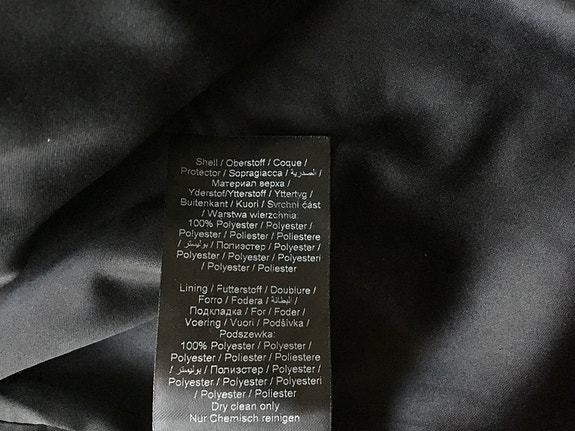 Shell / Oberstoff / Coque /
Protector / Sopragiacca / الصدرية /
Материал верха /
Yderstof/Ytterstoff / Yttertyg /
Buitenkant / Kuori / Svrchní část
/ Warstwa wierzchnia:
100% Polyester / Polyester /
Polyester / Poliester / Poliestere
/ بوليستر / Полиэстер / Polyester /
Polyester / Polyester / Polyesteri
/ Polyester / Poliester
Lining / Futterstoff / Doublure /
Forro / Fodera / البطانة /
Подкладка / For / Foder /
Voering / Vuori / Podšívka /
Podszewka:
100% Polyester / Polyester /
Polyester / Poliester / Poliestere
/ بوليستر / Полиэстер / Polyester /
Polyester / Polyester / Polyesteri
/ Polyester / Poliester
Dry clean only
Nur Chemisch reinigen